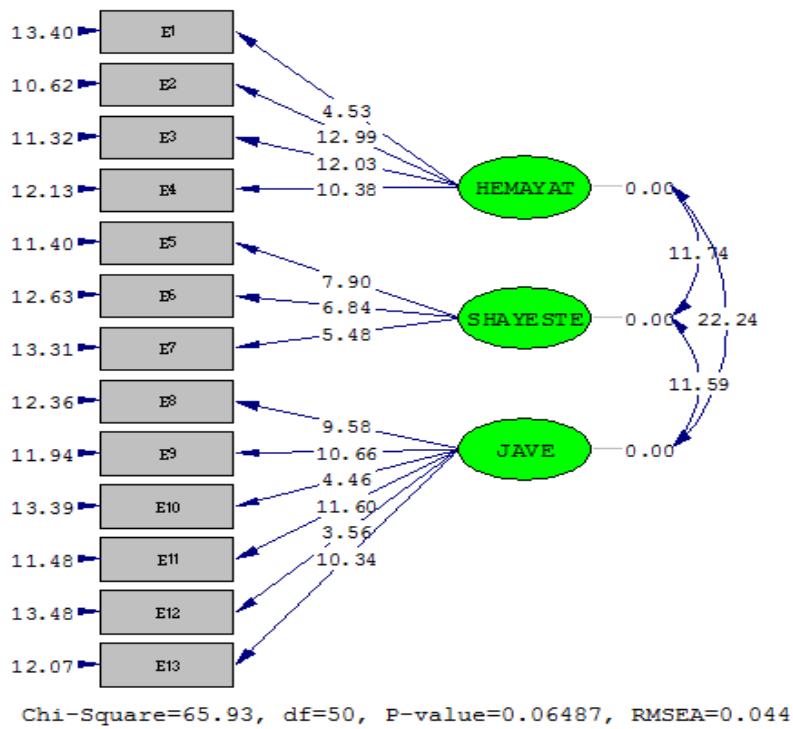 13.40 E1
10.62 E2
11.32 E3
12.13 E4
11.40 E5
12.63 E6
13.31 E7
12.36 E8
11.94 E9
13.39 E10
11.48 E11
13.48 E12
12.07 E13
4.53
12.99
12.03
10.38
7.90
6.84
5.48
9.58
10.66
4.46
11.60
3.56
10.34
HEMAYAT 0.00
SHAYESTE 0.00
JAVE 0.00
11.74
22.24
11.59
Chi-Square=65.93, df=50, P-value=0.06487, RMSEA=0.044